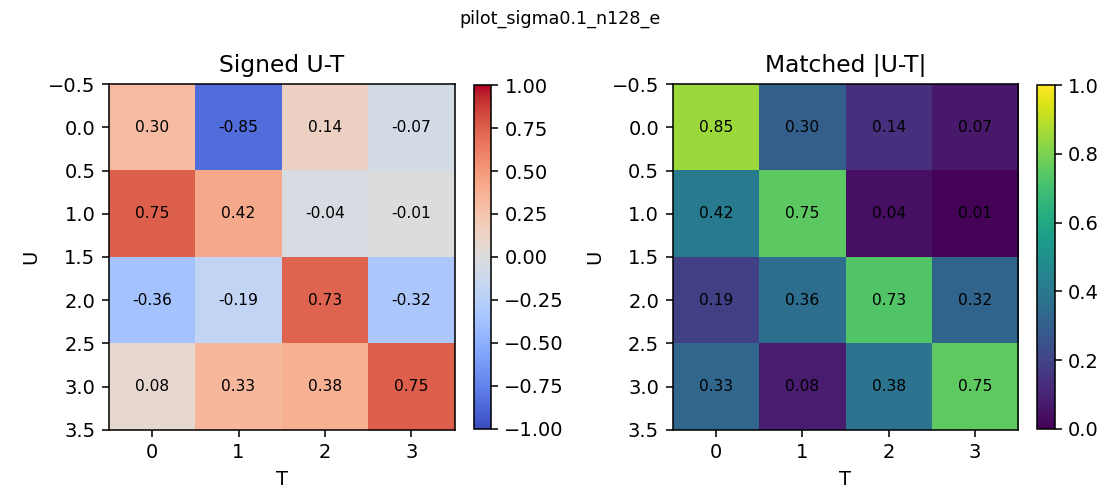 pilot_sigma0.1_n128_e
Signed U-T
−0.5
0.0
0.5
1.0
1.5
2.0
2.5
3.0
3.5
U
0.30 -0.85 0.14 -0.07
0.75 0.42 -0.04 -0.01
-0.36 -0.19 0.73 -0.32
0.08 0.33 0.38 0.75
0 1 2 3
T
1.00
0.75
0.50
0.25
0.00
−0.25
−0.50
−0.75
−1.00
Matched |U-T|
−0.5
0.0
0.5
1.0
1.5
2.0
2.5
3.0
3.5
U
0.85 0.30 0.14 0.07
0.42 0.75 0.04 0.01
0.19 0.36 0.73 0.32
0.33 0.08 0.38 0.75
0 1 2 3
T
1.0
0.8
0.6
0.4
0.2
0.0